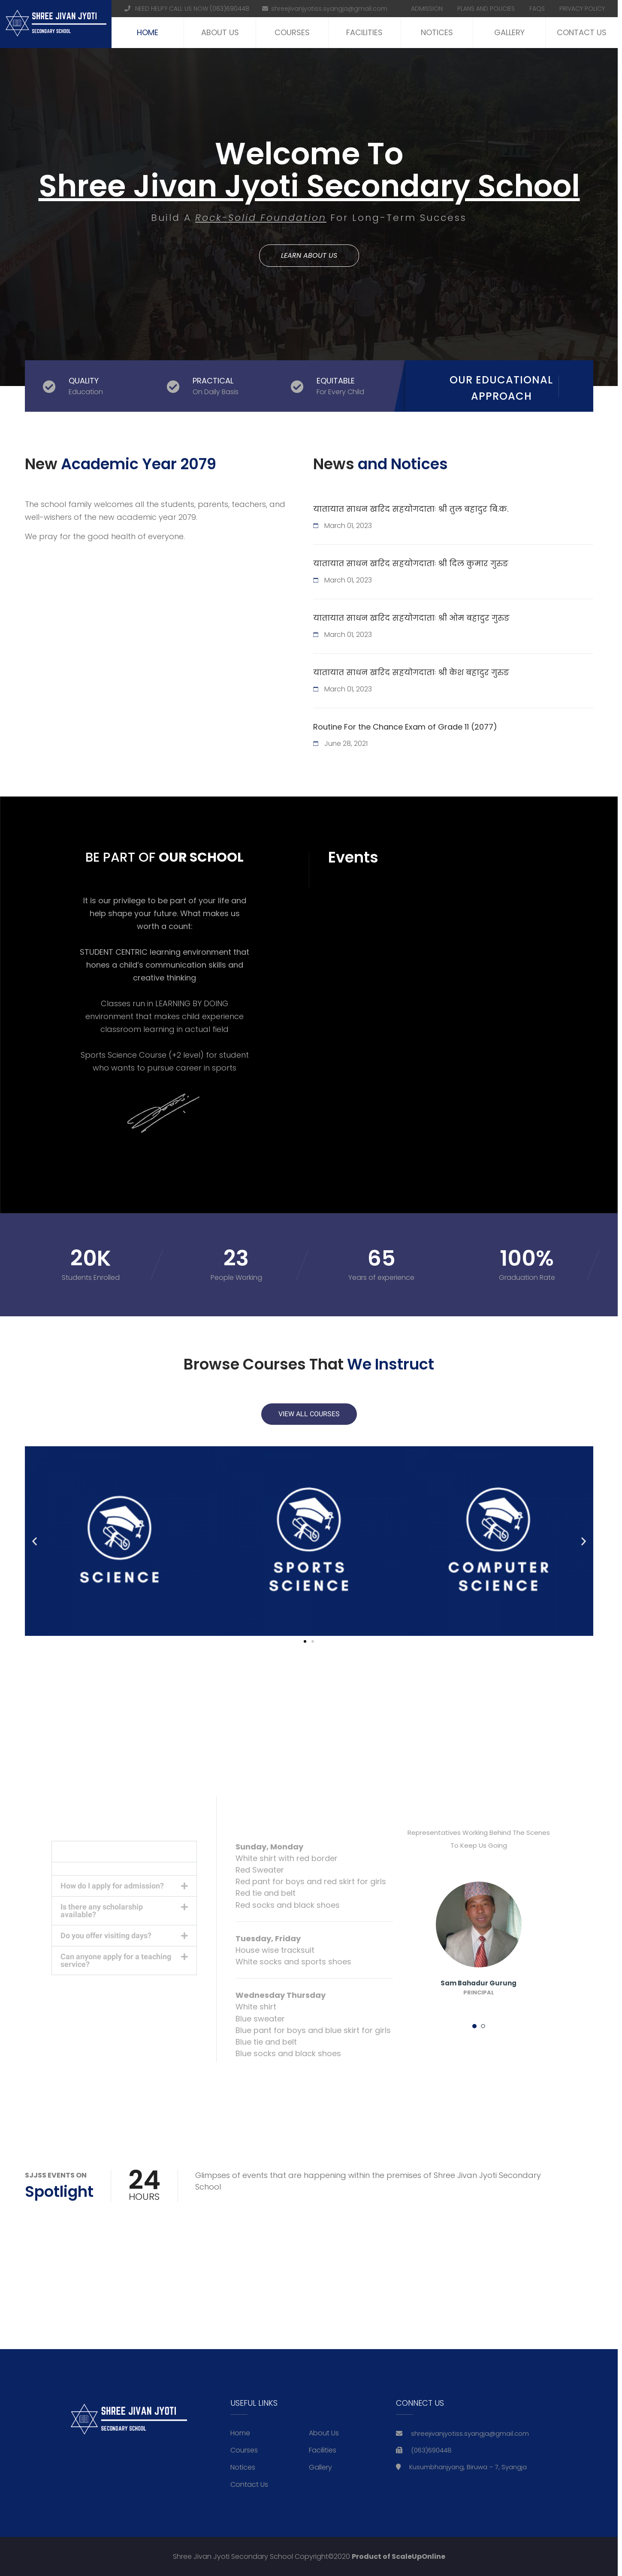 SHREE JIVAN JYOTI
SECONDARY SCHOOL
NEED HELP? CALL US NOW (063)690448
shreejivanjyotiss.syangja@gmail.com
ADMISSION
PLANS AND POLICIES
FAQS
PRIVACY POLICY
HOME
ABOUT US
COURSES
FACILITIES
NOTICES
GALLERY
CONTACT US
Welcome To
Shree Jivan Jyoti Secondary School
Build A Rock-Solid Foundation For Long-Term Success
LEARN ABOUT US
QUALITY
Education
PRACTICAL
On Daily Basis
EQUITABLE
For Every Child
OUR EDUCATIONAL
APPROACH
New Academic Year 2079
The school family welcomes all the students, parents, teachers, and
well-wishers of the new academic year 2079.
We pray for the good health of everyone.
News and Notices
यातायात साधन खरिद सहयोगदाताः श्री तुल बहादुर बि.क.
March 01, 2023
यातायात साधन खरिद सहयोगदाताः श्री दिल कुमार गुरुङ
March 01, 2023
यातायात साधन खरिद सहयोगदाताः श्री ओम बहादुर गुरुङ
March 01, 2023
यातायात साधन खरिद सहयोगदाताः श्री केश बहादुर गुरुङ
March 01, 2023
Routine For the Chance Exam of Grade 11 (2077)
June 28, 2021
BE PART OF OUR SCHOOL
It is our privilege to be part of your life and
help shape your future. What makes us
worth a count:
STUDENT CENTRIC learning environment that
hones a child's communication skills and
creative thinking
Classes run in LEARNING BY DOING
environment that makes child experience
classroom learning in actual field
Sports Science Course (+2 level) for student
who wants to pursue career in sports
Events
20K
Students Enrolled
23
People Working
65
Years of experience
100%
Graduation Rate
Browse Courses That We Instruct
VIEW ALL COURSES
SCIENCE
SPORTS
SCIENCE
COMPUTER
SCIENCE
How do I apply for admission?
Is there any scholarship
available?
Do you offer visiting days?
Can anyone apply for a teaching
service?
Sunday, Monday
White shirt with red border
Red Sweater
Red pant for boys and red skirt for girls
Red tie and belt
Red socks and black shoes
Tuesday, Friday
House wise tracksuit
White socks and sports shoes
Wednesday Thursday
White shirt
Blue sweater
Blue pant for boys and blue skirt for girls
Blue tie and belt
Blue socks and black shoes
Representatives Working Behind The Scenes
To Keep Us Going
Sam Bahadur Gurung
PRINCIPAL
SJJSS EVENTS ON
Spotlight
24
HOURS
Glimpses of events that are happening within the premises of Shree Jivan Jyoti Secondary
School
SHREE JIVAN JYOTI
SECONDARY SCHOOL
USEFUL LINKS
Home
About Us
Courses
Facilities
Notices
Gallery
Contact Us
CONNECT US
shreejivanjyotiss.syangja@gmail.com
(063)690448
Kusumbhanjyang, Biruwa – 7, Syangja
Shree Jivan Jyoti Secondary School Copyright©2020 Product of ScaleUpOnline